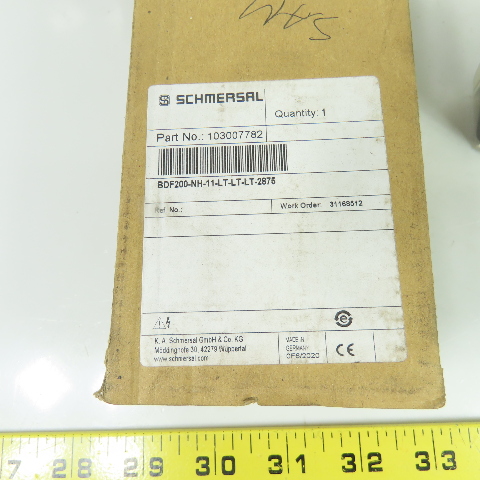 SAM
SCHMERSAL
Quantity: 1
Part No.: 103007782
BDF200-NH-11-LT-LT-LT-2875
Ref No.:
Work Order: 31168512
K. A. Schmersal GmbH & Co. KG
Möddinghofe 30, 42279 Wuppertal
www.schmersal.com
MADE IN
GERMANY
CE
27 28 29 30 31 32 33